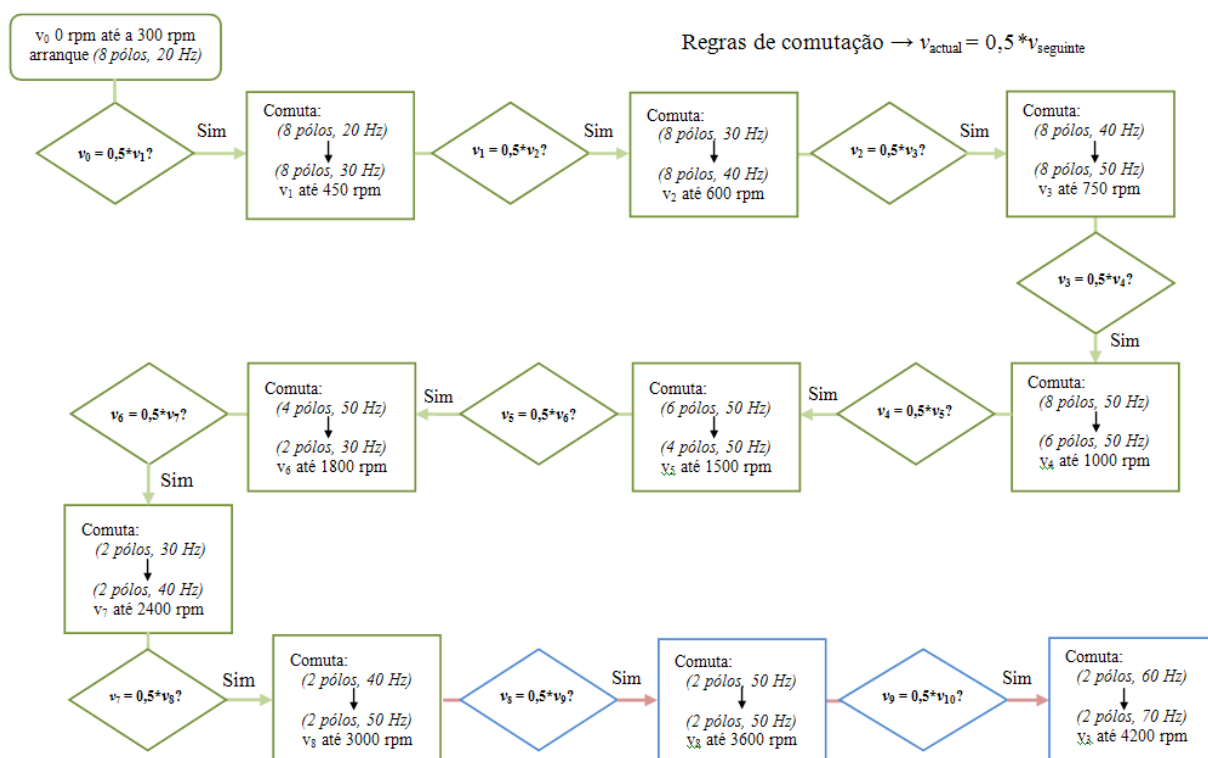 v₀ 0 rpm até a 300 rpm
arranque (8 pólos, 20 Hz)
Regras de comutação → vactual = 0,5*vseguinte
v₀ = 0,5*v₁?
Sim
Comuta:
(8 pólos, 20 Hz)
(8 pólos, 30 Hz)
v₁ até 450 rpm
v₁ = 0,5*v₂?
Sim
Comuta:
(8 pólos, 30 Hz)
(8 pólos, 40 Hz)
v₂ até 600 rpm
v₂ = 0,5*v₃?
Sim
Comuta:
(8 pólos, 40 Hz)
(8 pólos, 50 Hz)
v₃ até 750 rpm
v₃ = 0,5*v₄?
Sim
Comuta:
(8 pólos, 50 Hz)
(6 pólos, 50 Hz)
v₄ até 1000 rpm
v₄ = 0,5*v₅?
Sim
Comuta:
(6 pólos, 50 Hz)
(4 pólos, 50 Hz)
v₅ até 1500 rpm
v₅ = 0,5*v₆?
Sim
Comuta:
(4 pólos, 50 Hz)
(2 pólos, 30 Hz)
v₆ até 1800 rpm
v₆ = 0,5*v₇?
Sim
Comuta:
(2 pólos, 30 Hz)
(2 pólos, 40 Hz)
v₇ até 2400 rpm
v₇ = 0,5*v₈?
Sim
Comuta:
(2 pólos, 40 Hz)
(2 pólos, 50 Hz)
v₈ até 3000 rpm
v₈ = 0,5*v₉?
Sim
Comuta:
(2 pólos, 50 Hz)
(2 pólos, 50 Hz)
v₈ até 3600 rpm
v₉ = 0,5*v₁₀?
Sim
Comuta:
(2 pólos, 60 Hz)
(2 pólos, 70 Hz)
v₃ até 4200 rpm